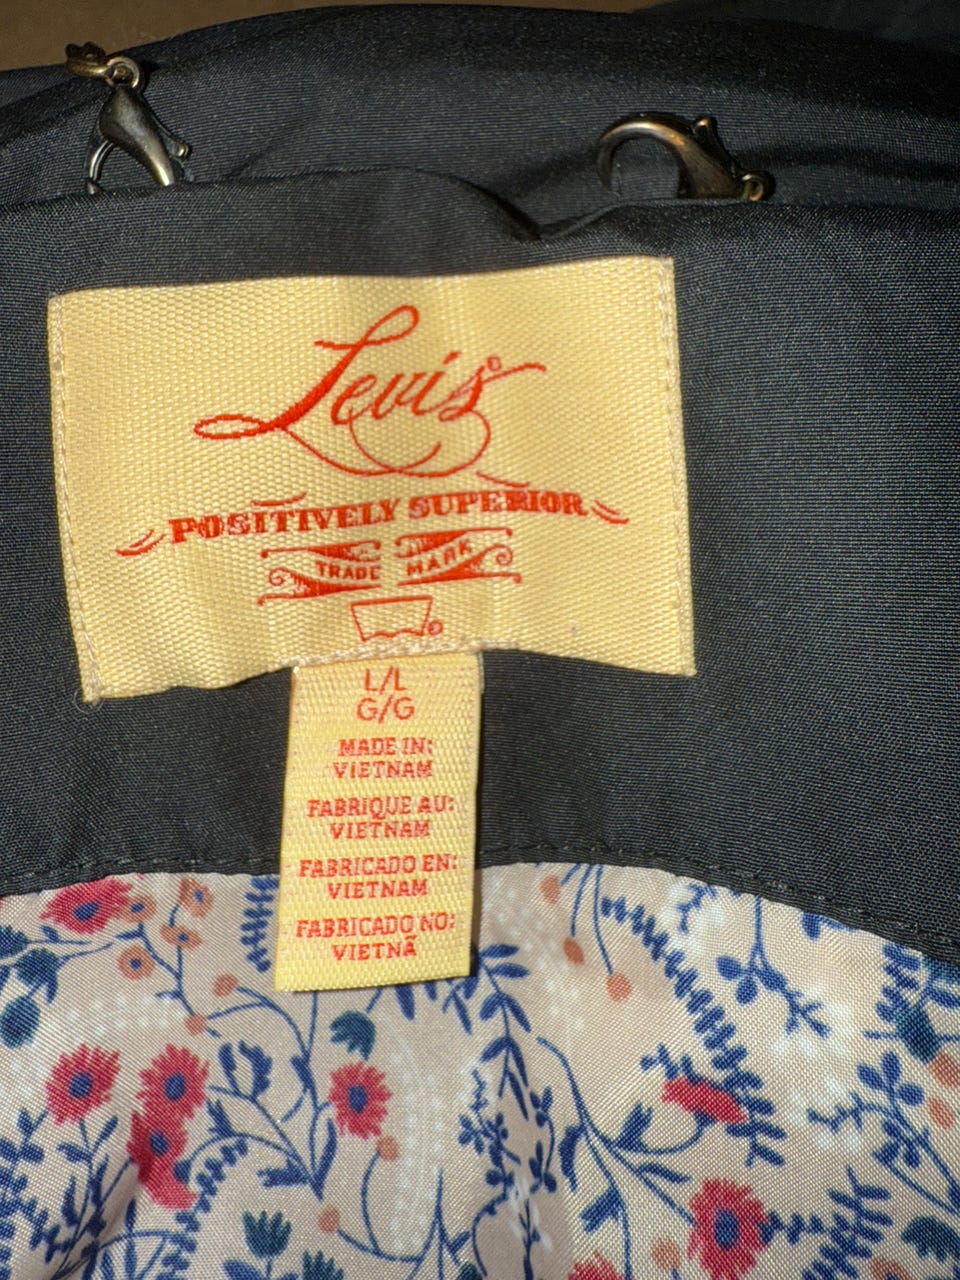 Levi's®
POSITIVELY SUPERIOR
TRADE MARK
L/L
G/G
MADE IN:
VIETNAM
FABRIQUE AU:
VIETNAM
FABRICADO EN:
VIETNAM
FABRICADO NO:
VIETNÃ